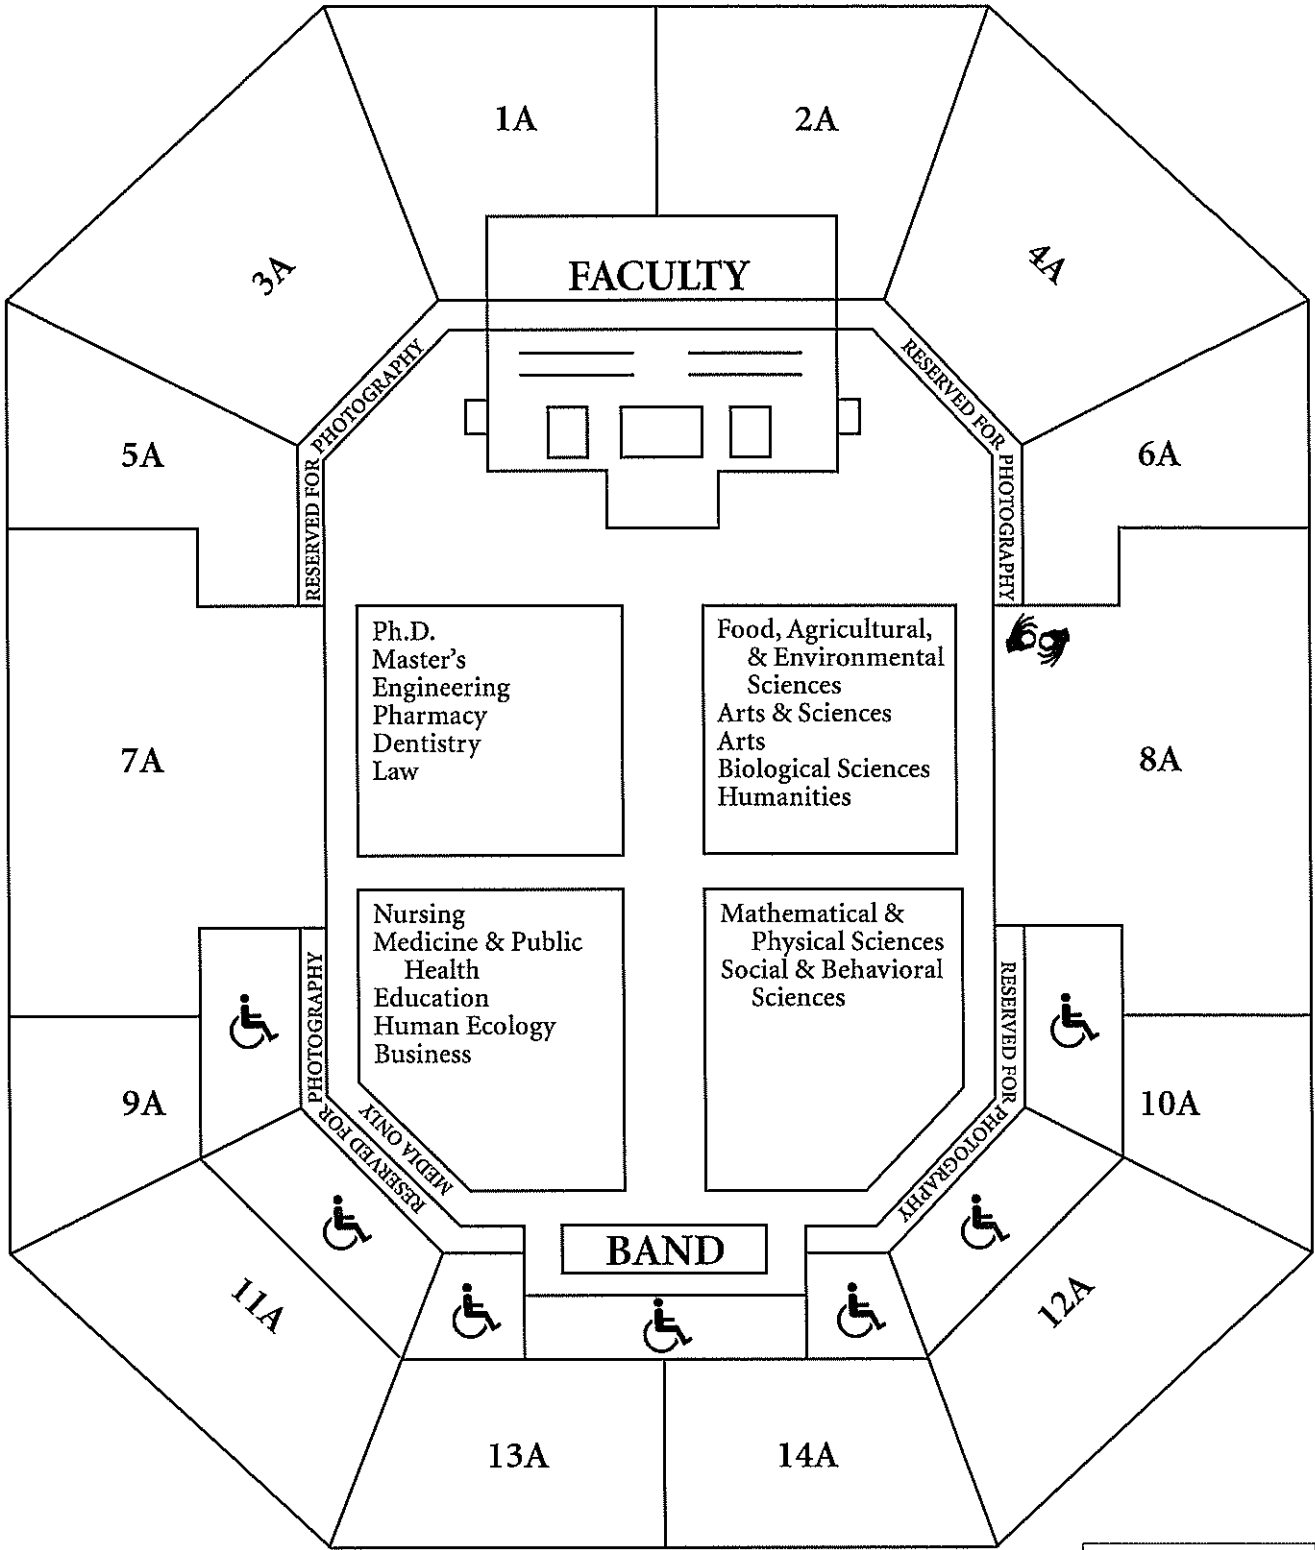 1A
2A
3A
4A
FACULTY
RESERVED FOR PHOTOGRAPHY
RESERVED FOR PHOTOGRAPHY
5A
6A
Ph.D.
Master's
Engineering
Pharmacy
Dentistry
Law
Food, Agricultural,
& Environmental
Sciences
Arts & Sciences
Arts
Biological Sciences
Humanities
7A
8A
Nursing
Medicine & Public
Health
Education
Human Ecology
Business
Mathematical &
Physical Sciences
Social & Behavioral
Sciences
RESERVED FOR PHOTOGRAPHY
MEDIA ONLY
RESERVED FOR PHOTOGRAPHY
9A
10A
BAND
11A
12A
13A
14A